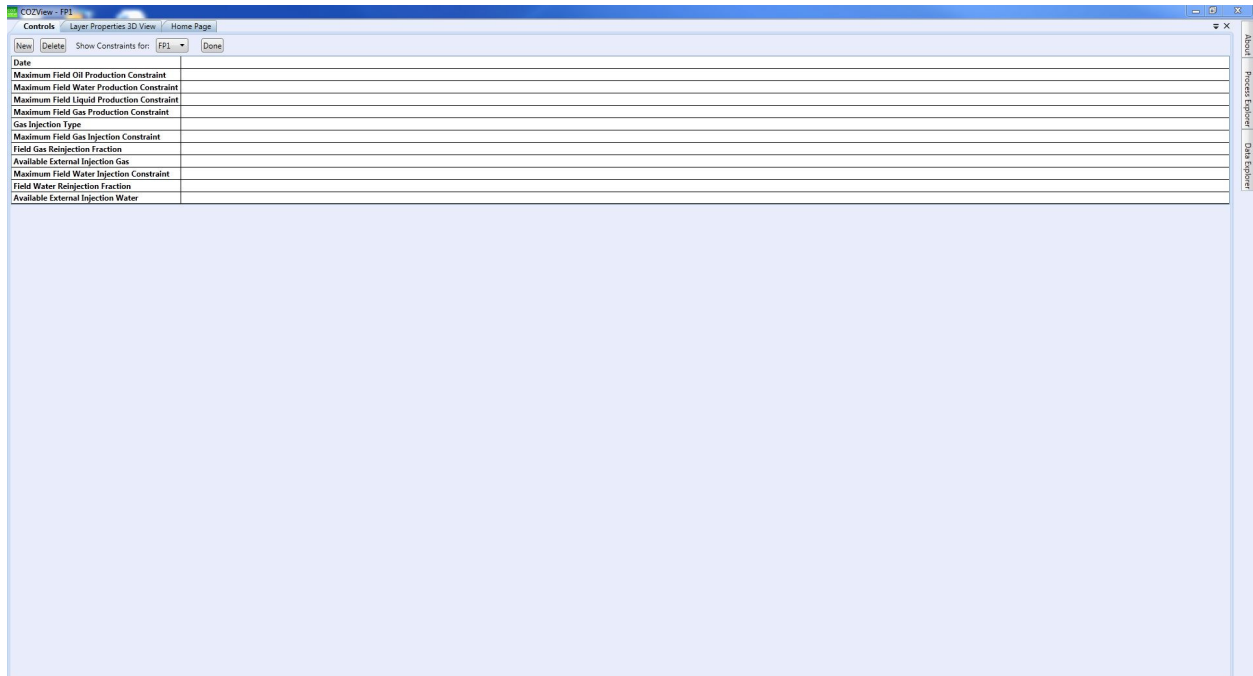 COZView - FP1
Controls Layer Properties 3D View Home Page
New Delete Show Constraints for: FP1 Done
Date
Maximum Field Oil Production Constraint
Maximum Field Water Production Constraint
Maximum Field Liquid Production Constraint
Maximum Field Gas Production Constraint
Gas Injection Type
Maximum Field Gas Injection Constraint
Field Gas Reinjection Fraction
Available External Injection Gas
Maximum Field Water Injection Constraint
Field Water Reinjection Fraction
Available External Injection Water
About
Process Explorer
Data Explorer